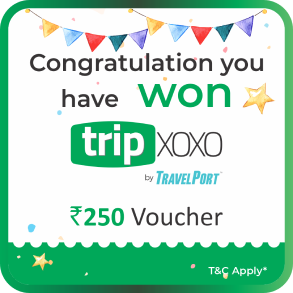 Congratulation you
have won
trip XOXO
by TRAVELPORT
₹250 Voucher
T&C Apply*